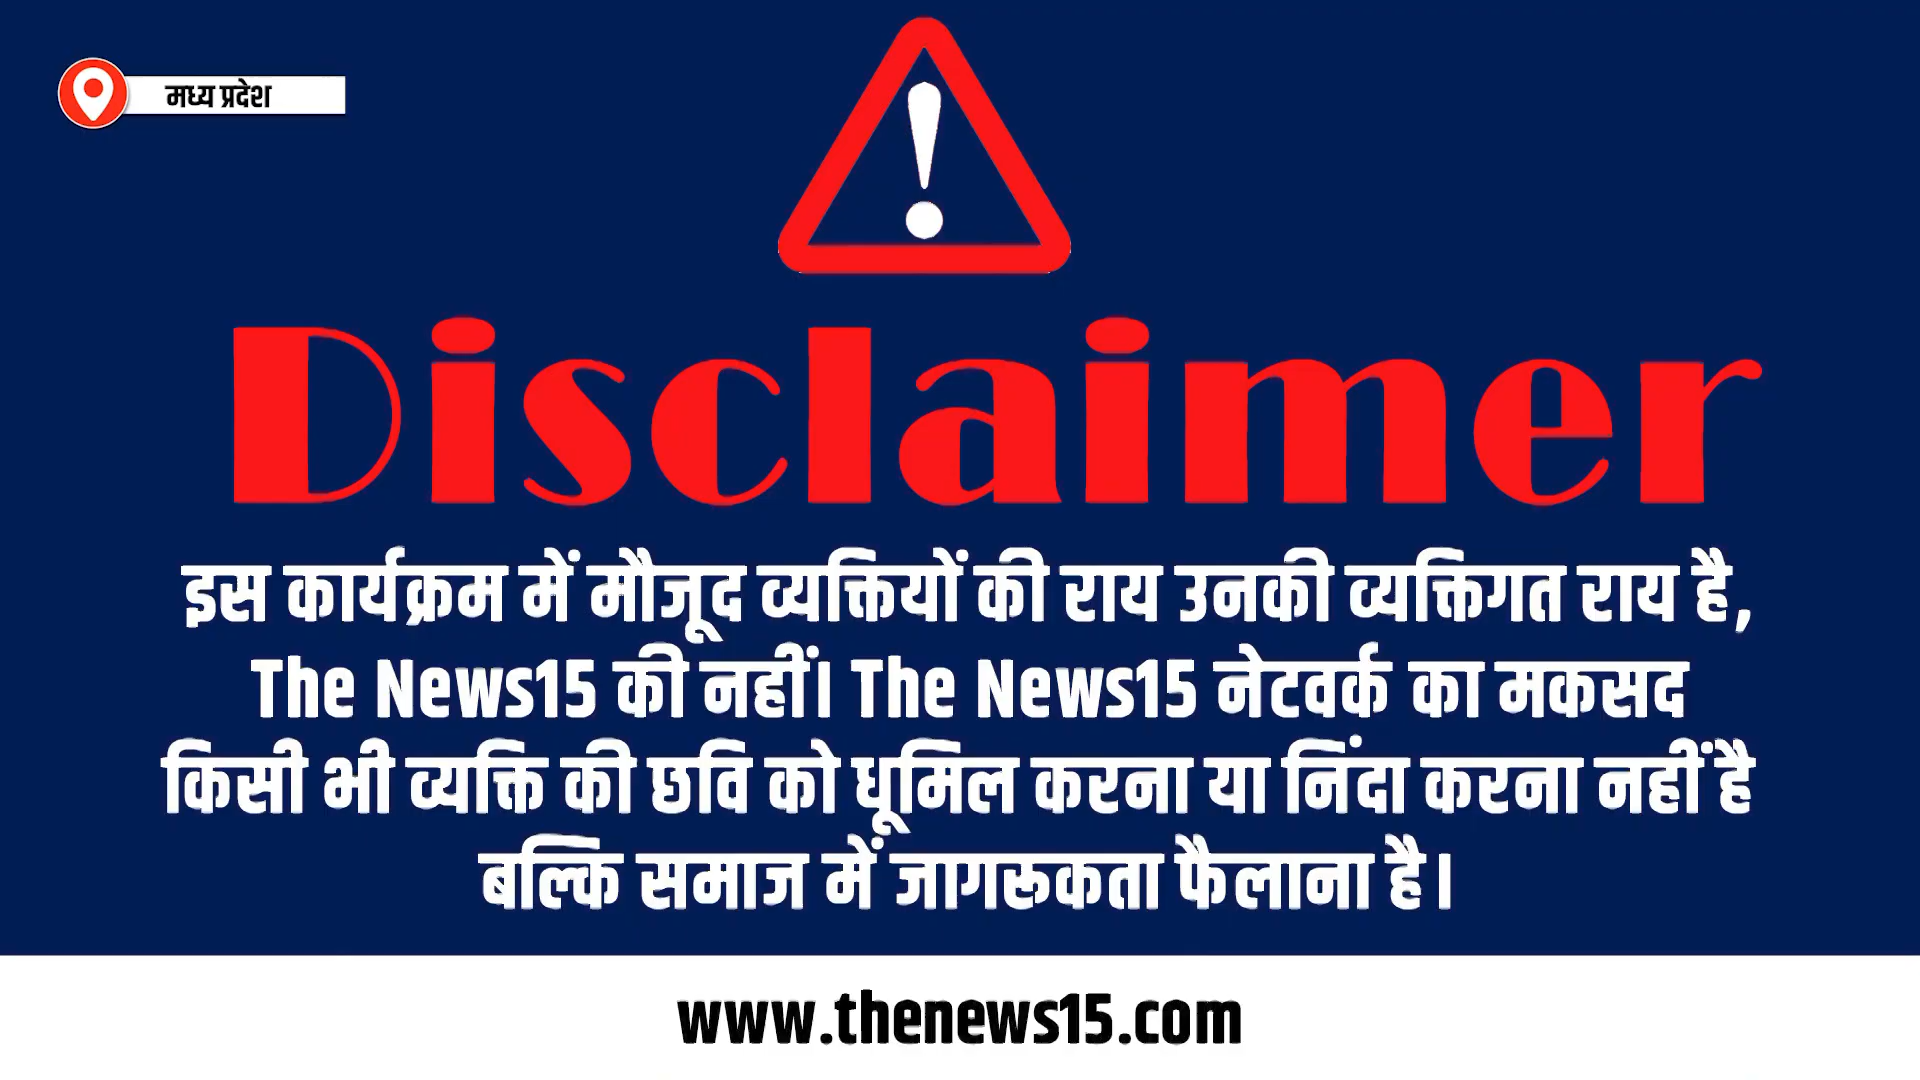 मध्य प्रदेश
Disclaimer
इस कार्यक्रम में मौजूद व्यक्तियों की राय उनकी व्यक्तिगत राय है,
The News15 की नहीं। The News15 नेटवर्क का मकसद
किसी भी व्यक्ति की छवि को धूमिल करना या निंदा करना नहीं है
बल्कि समाज में जागरूकता फैलाना है।
www.thenews15.com